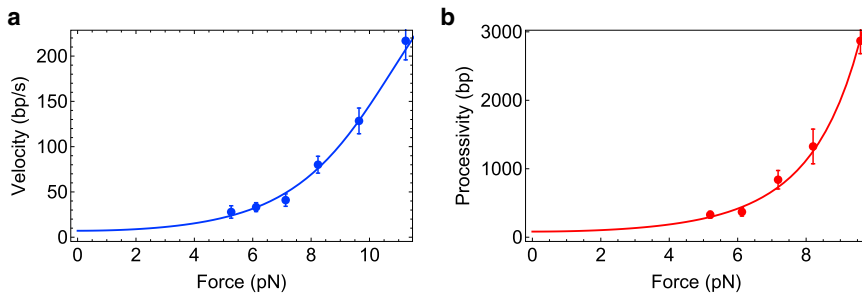 a
Velocity (bp/s)
200
150
100
50
0
0 2 4 6 8 10
Force (pN)
b
Processivity (bp)
3000
2000
1000
0
0 2 4 6 8
Force (pN)